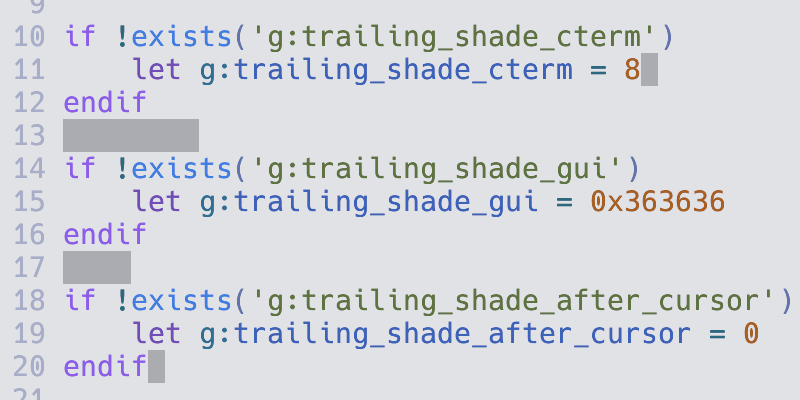 9
10 if !exists('g:trailing_shade_cterm')
11     let g:trailing_shade_cterm = 8
12 endif
13
14 if !exists('g:trailing_shade_gui')
15     let g:trailing_shade_gui = 0x363636
16 endif
17
18 if !exists('g:trailing_shade_after_cursor')
19     let g:trailing_shade_after_cursor = 0
20 endif
21